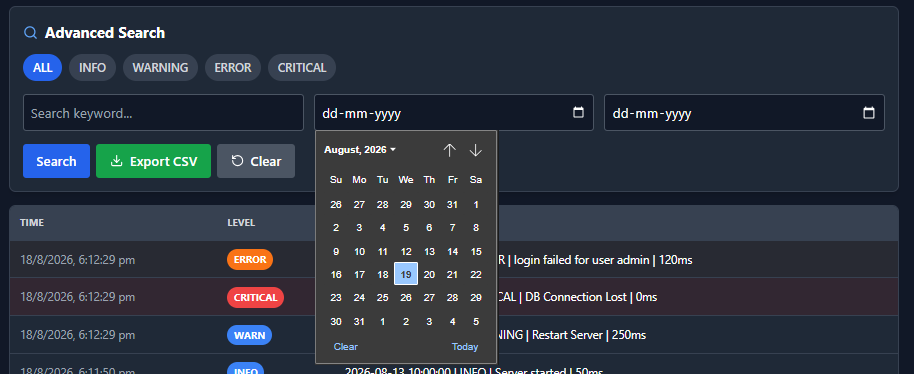 Advanced Search
ALL INFO WARNING ERROR CRITICAL
Search keyword... dd-mm-yyyy dd-mm-yyyy
Search Export CSV Clear
August, 2026
Su Mo Tu We Th Fr Sa
26 27 28 29 30 31 1
2 3 4 5 6 7 8
9 10 11 12 13 14 15
16 17 18 19 20 21 22
23 24 25 26 27 28 29
30 31 1 2 3 4 5
Clear Today
TIME LEVEL
18/8/2026, 6:12:29 pm ERROR R | login failed for user admin | 120ms
18/8/2026, 6:12:29 pm CRITICAL CAL | DB Connection Lost | 0ms
18/8/2026, 6:12:29 pm WARN NING | Restart Server | 250ms
18/8/2026, 6:11:50 pm INFO 2026-08-13 10:00:00 | INFO | Server started | 50ms